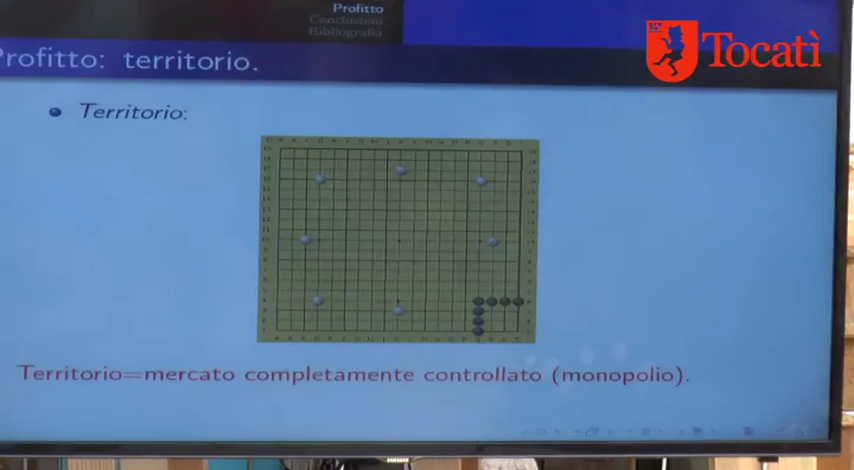 Profitto
Conclusioni
Bibliografia
Tocatì
Profitto: territorio.
Territorio:
Territorio=mercato completamente controllato (monopolio).